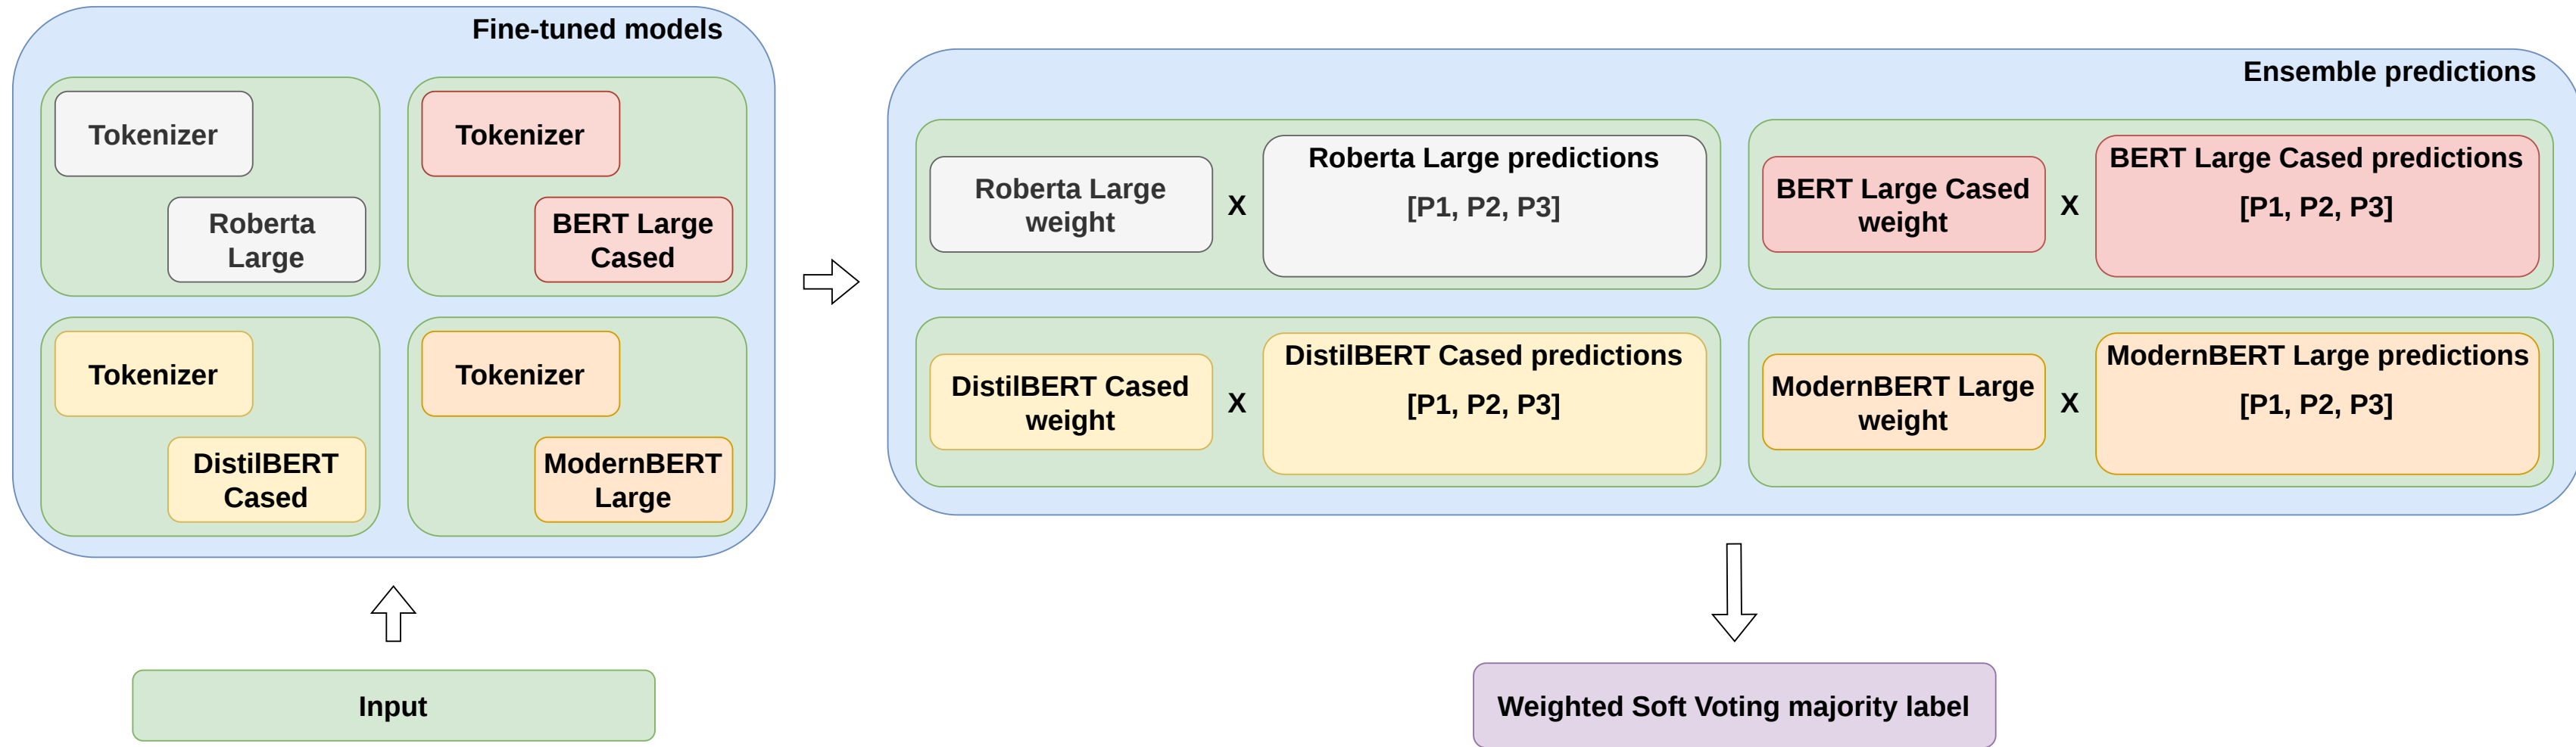 Fine-tuned models
Tokenizer
Roberta
Large
Tokenizer
BERT Large
Cased
Tokenizer
DistilBERT
Cased
Tokenizer
ModernBERT
Large
Input
Ensemble predictions
Roberta Large
weight
X
Roberta Large predictions
[P1, P2, P3]
BERT Large Cased
weight
X
BERT Large Cased predictions
[P1, P2, P3]
DistilBERT Cased
weight
X
DistilBERT Cased predictions
[P1, P2, P3]
ModernBERT Large
weight
X
ModernBERT Large predictions
[P1, P2, P3]
Weighted Soft Voting majority label